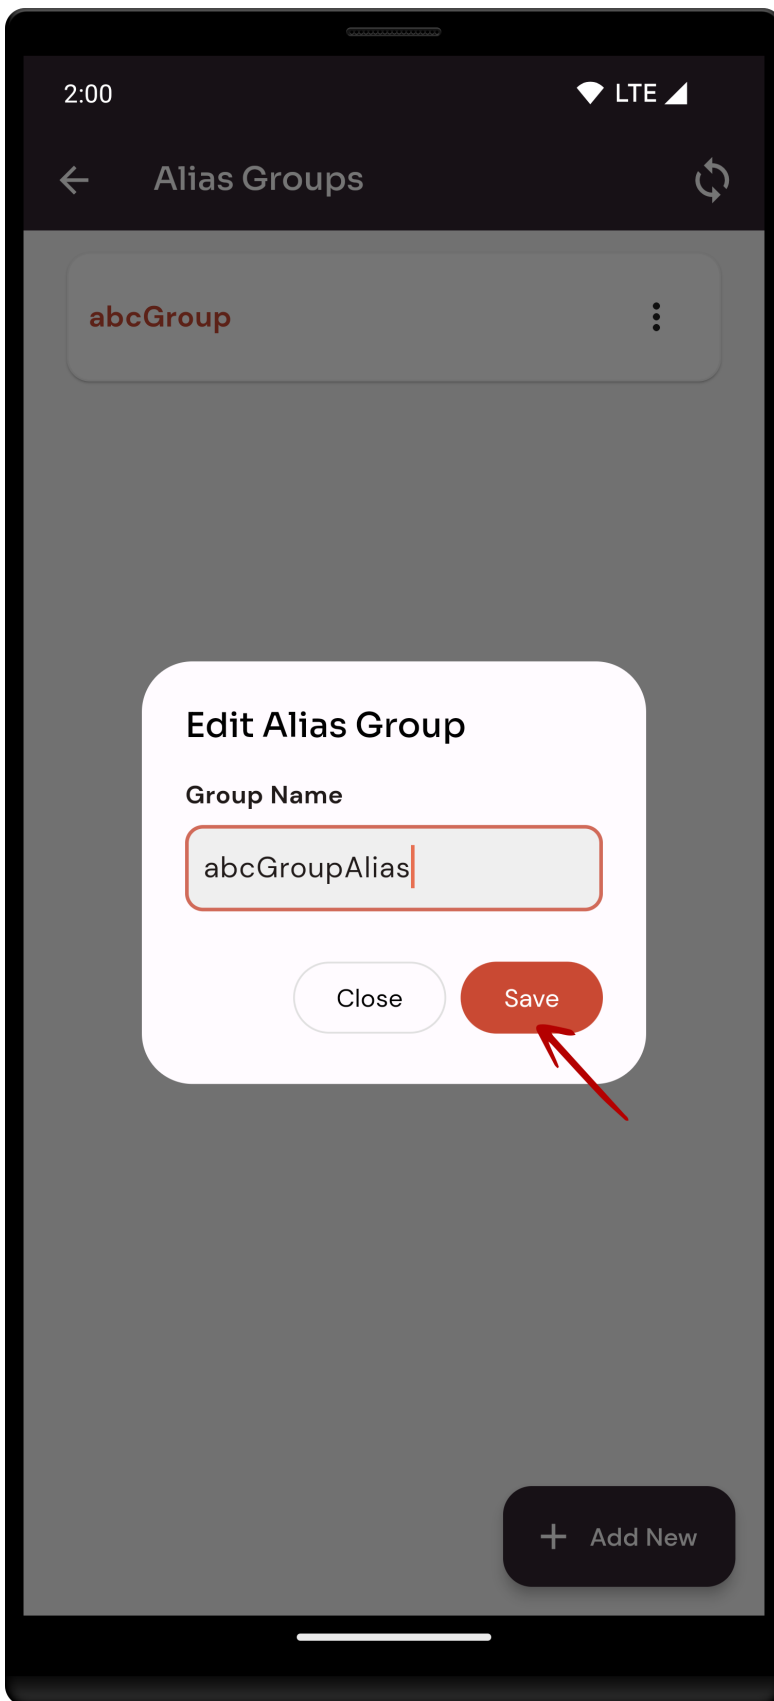 2:00 LTE
Alias Groups
abcGroup
Edit Alias Group
Group Name
abcGroupAlias
Close Save
Add New